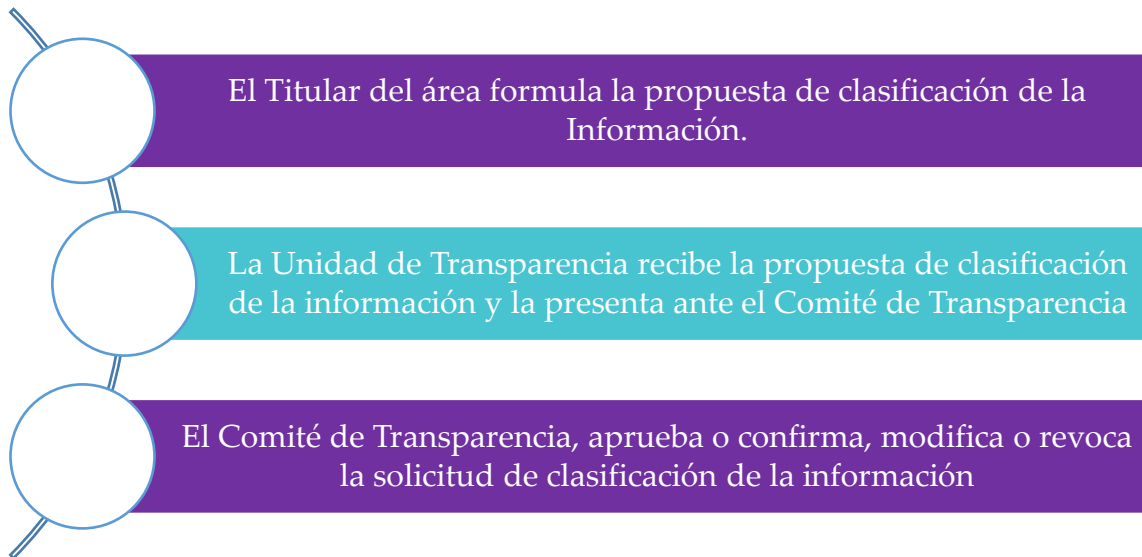 El Titular del área formula la propuesta de clasificación de la
Información.
La Unidad de Transparencia recibe la propuesta de clasificación
de la información y la presenta ante el Comité de Transparencia
El Comité de Transparencia, aprueba o confirma, modifica o revoca
la solicitud de clasificación de la información